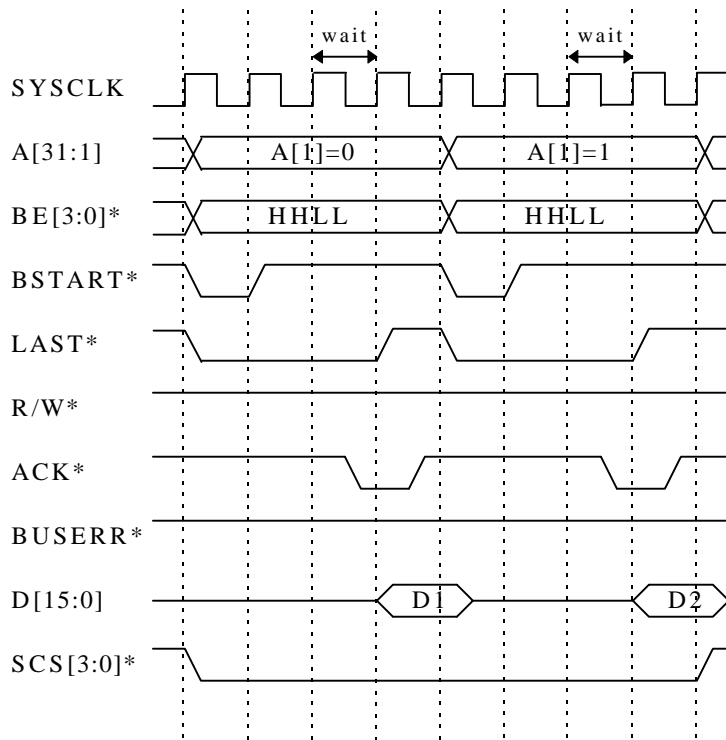 wait wait
SYSCLK
A[31:1] A[1]=0 A[1]=1
BE[3:0]* HHLL HHLL
BSTART*
LAST*
R/W*
ACK*
BUSERR*
D[15:0] D1 D2
SCS[3:0]*